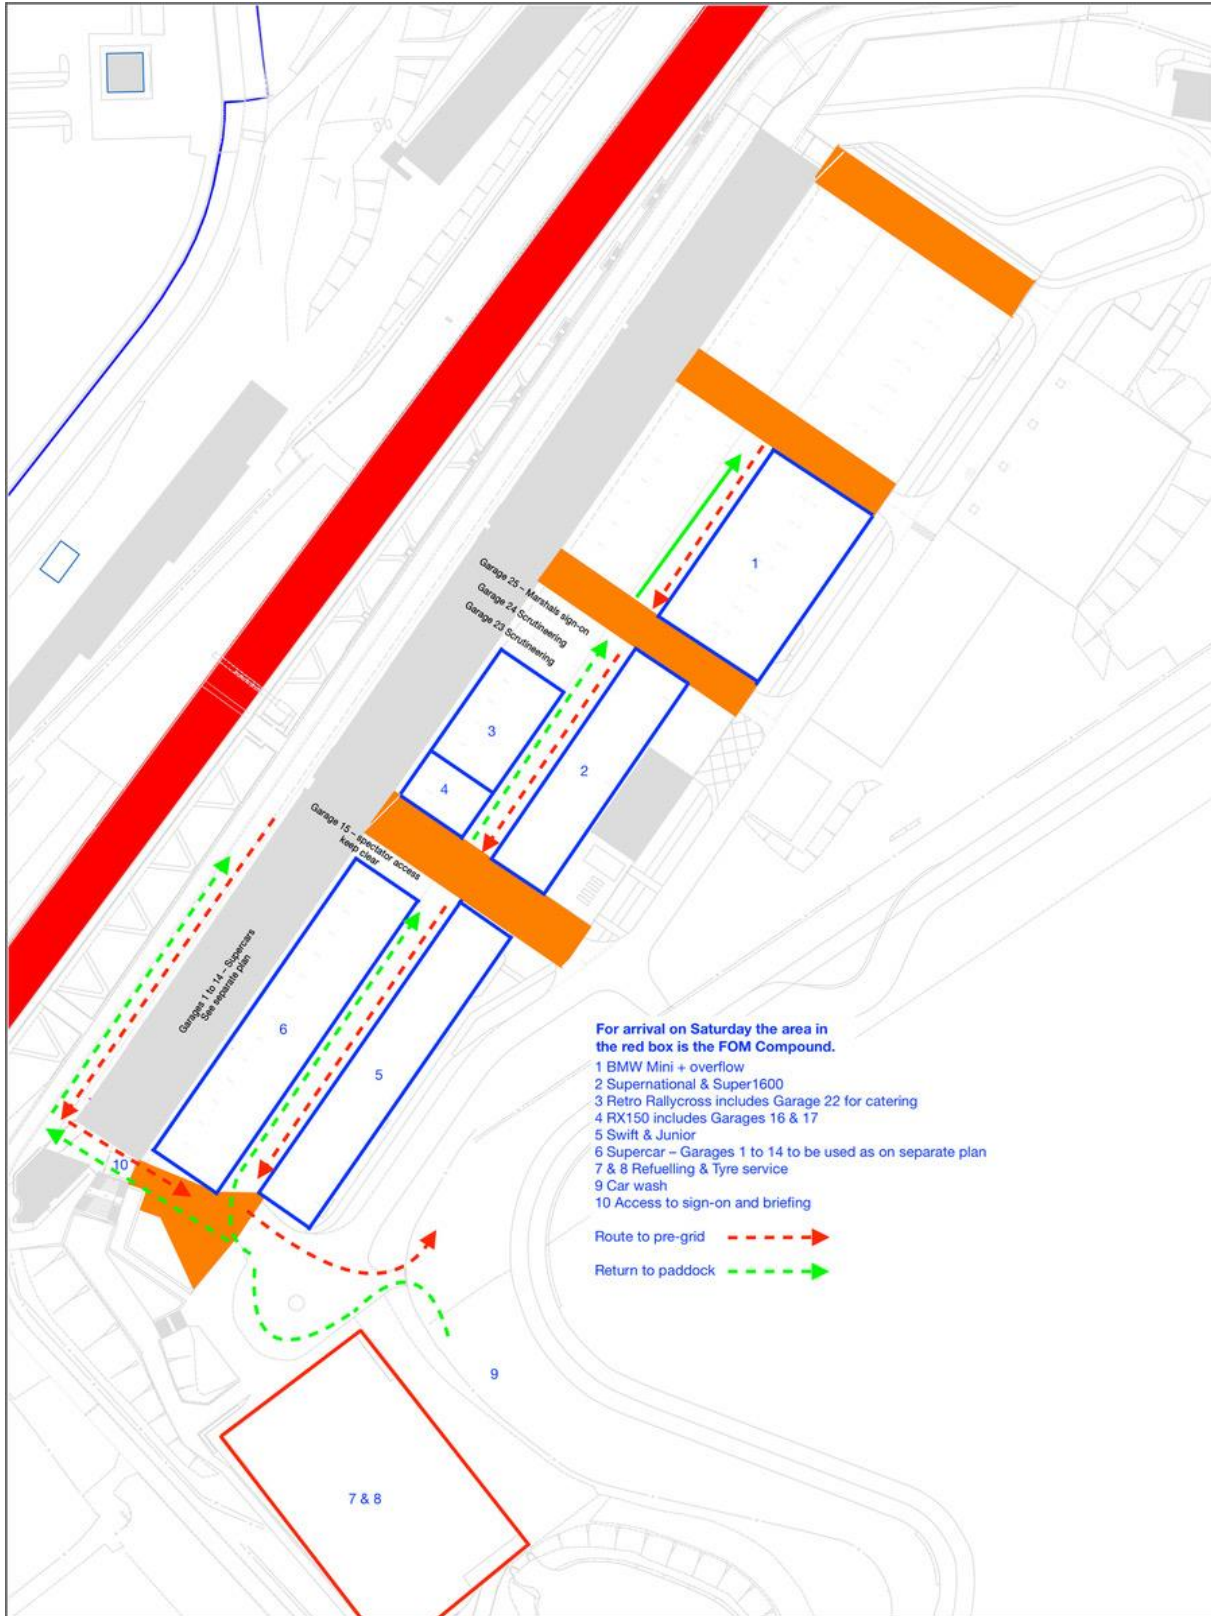 Garage 25 – Marshals sign-on
Garage 24 Scrutineering
Garage 23 Scrutineering
1
3
2
4
Garage 15 – spectator access
keep clear
Garages 1 to 14 – Supercars
See separate plan
6
5
10
For arrival on Saturday the area in
the red box is the FOM Compound.
1 BMW Mini + overflow
2 Supernational & Super1600
3 Retro Rallycross includes Garage 22 for catering
4 RX150 includes Garages 16 & 17
5 Swift & Junior
6 Supercar – Garages 1 to 14 to be used as on separate plan
7 & 8 Refuelling & Tyre service
9 Car wash
10 Access to sign-on and briefing
Route to pre-grid
Return to paddock
9
7 & 8